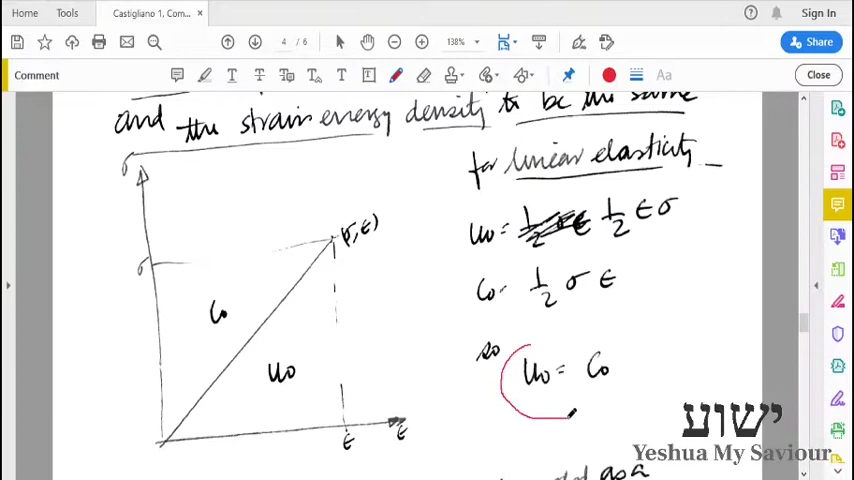 Home
Tools
Castigliano 1, Com...
×
?
Sign In
4 / 6
138%
Share
Comment
Aa
Close
and the strain energy density to be the same
for linear elasticity
σ
(σ, ϵ)
u₀ = 1/2 ϵ σ
σ
C₀ = 1/2 σ ϵ
C₀
so
u₀ = C₀
u₀
ϵ
ϵ
ישוע
Yeshua My Saviour
as a